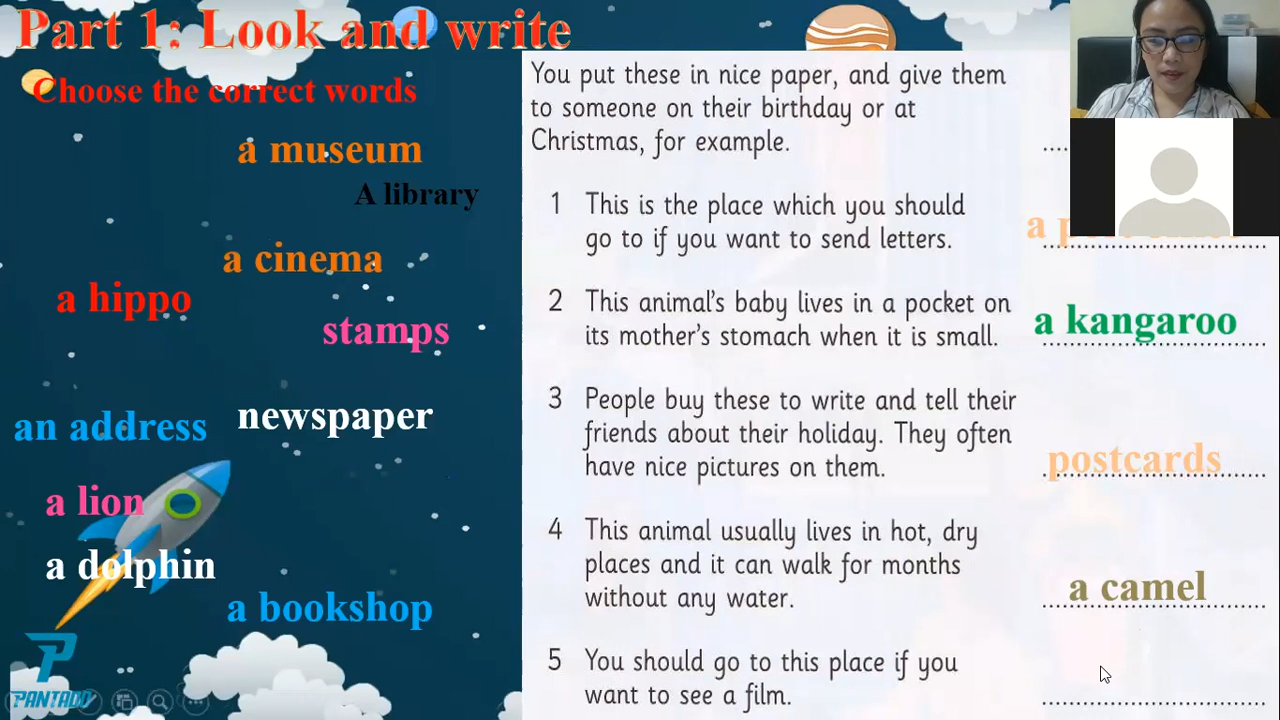 Part 1: Look and write
Choose the correct words
a museum
A library
a cinema
a hippo
stamps
an address
newspaper
a lion
a dolphin
a bookshop
PANTADO
You put these in nice paper, and give them
to someone on their birthday or at
Christmas, for example.
1 This is the place which you should
go to if you want to send letters.
a
2 This animal's baby lives in a pocket on
its mother's stomach when it is small.
a kangaroo
3 People buy these to write and tell their
friends about their holiday. They often
have nice pictures on them.
postcards
4 This animal usually lives in hot, dry
places and it can walk for months
without any water.
a camel
5 You should go to this place if you
want to see a film.